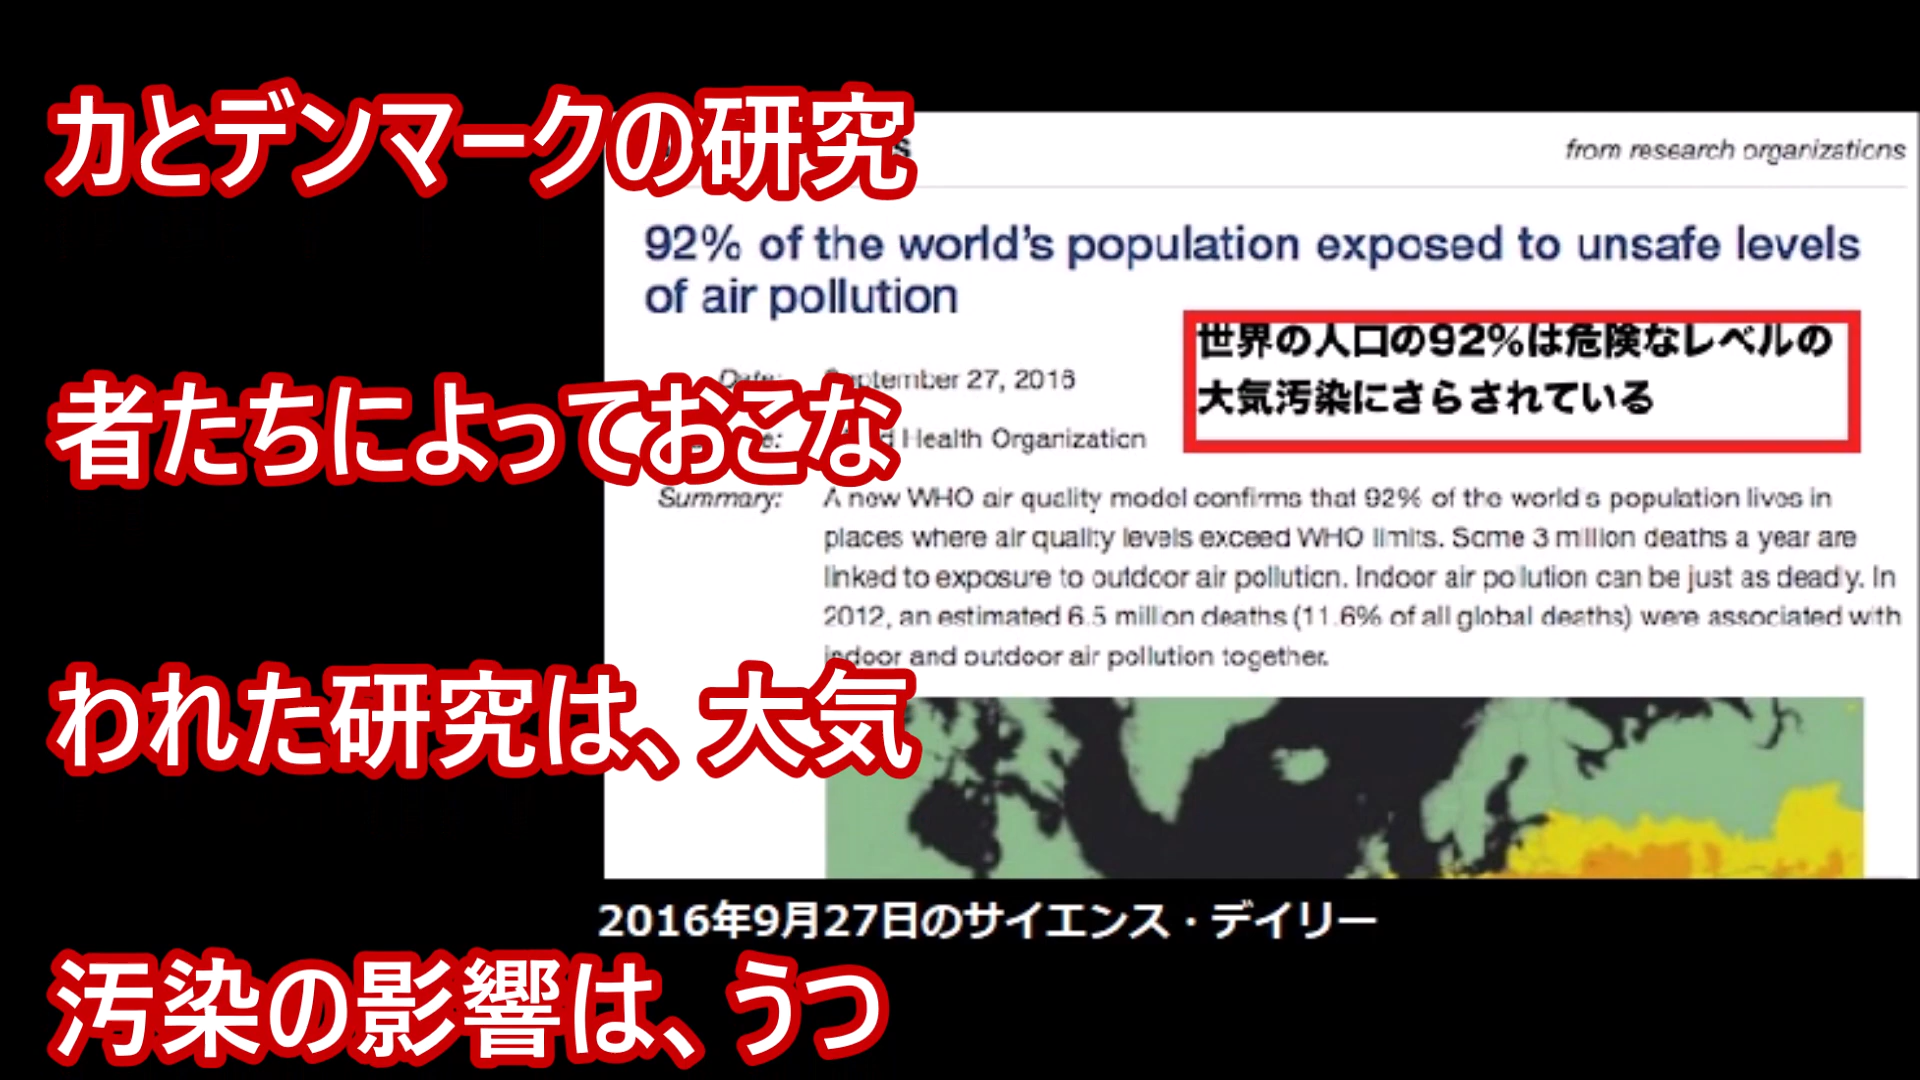 力とデンマークの研究
者たちによっておこな
われた研究は、大気
汚染の影響は、うつ
from research organizations
92% of the world's population exposed to unsafe levels
of air pollution
世界の人口の92%は危険なレベルの
大気汚染にさらされている
Date: September 27, 2016
Health Organization
Summary: A new WHO air quality model confirms that 92% of the world's population lives in
places where air quality levels exceed WHO limits. Some 3 million deaths a year are
linked to exposure to outdoor air pollution. Indoor air pollution can be just as deadly. In
2012, an estimated 6.5 million deaths (11.6% of all global deaths) were associated with
indoor and outdoor air pollution together.
2016年9月27日のサイエンス・デイリー